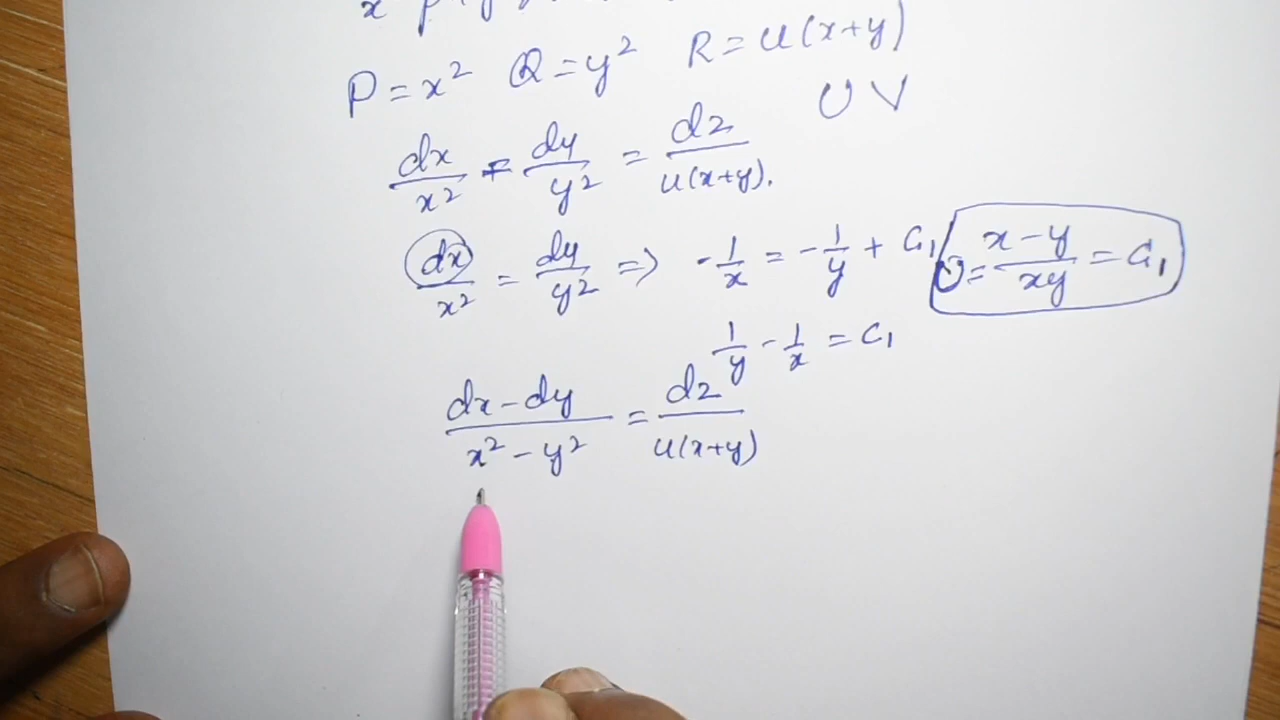 P = x² Q = y² R = u(x+y)
U V
dx/x² = dy/y² = dz/u(x+y).
dx/x² = dy/y² => -1/x = -1/y + C₁ U = x-y/xy = C₁
1/y - 1/x = C₁
dx - dy/x² - y² = dz/u(x+y)